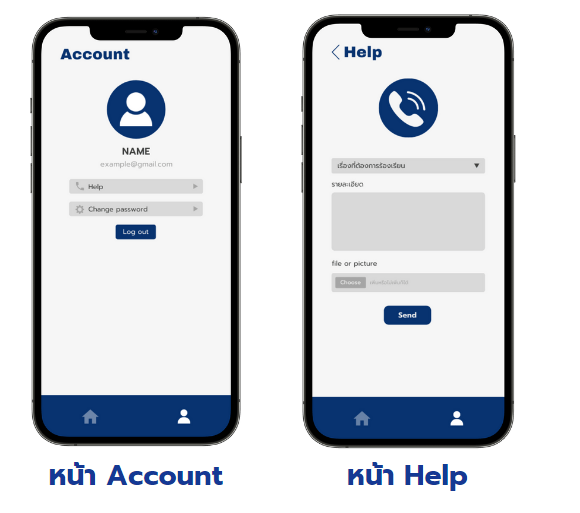 Account
NAME
example@gmail.com
Help
Change password
Log out
หน้า Account
Help
เรื่องที่ต้องการร้องเรียน
รายละเอียด
file or picture
Choose
Send
หน้า Help